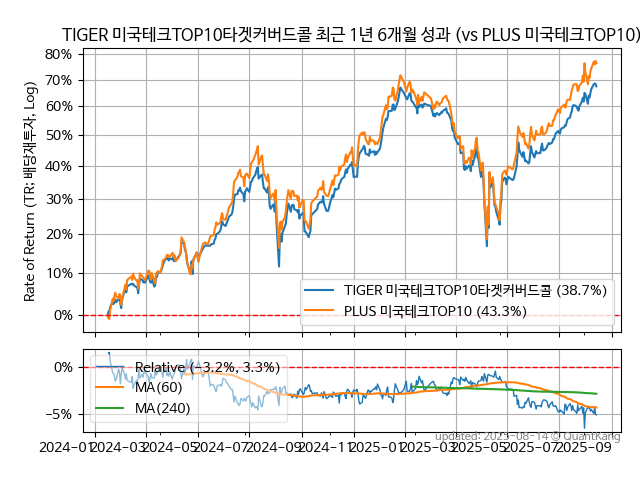 TIGER 미국테크TOP10타겟커버드콜 최근 1년 6개월 성과 (vs PLUS 미국테크TOP10)
80%
70%
60%
50%
40%
30%
20%
10%
0%
Rate of Return (TR: 배당재투자, Log)
TIGER 미국테크TOP10타겟커버드콜 (38.7%)
PLUS 미국테크TOP10 (43.3%)
0%
−5%
Relative (−3.2%, 3.3%)
MA(60)
MA(240)
updated: 2025-08-14 © QuantKang
2024-01 2024-03 2024-05 2024-07 2024-09 2024-11 2025-01 2025-03 2025-05 2025-07 2025-09